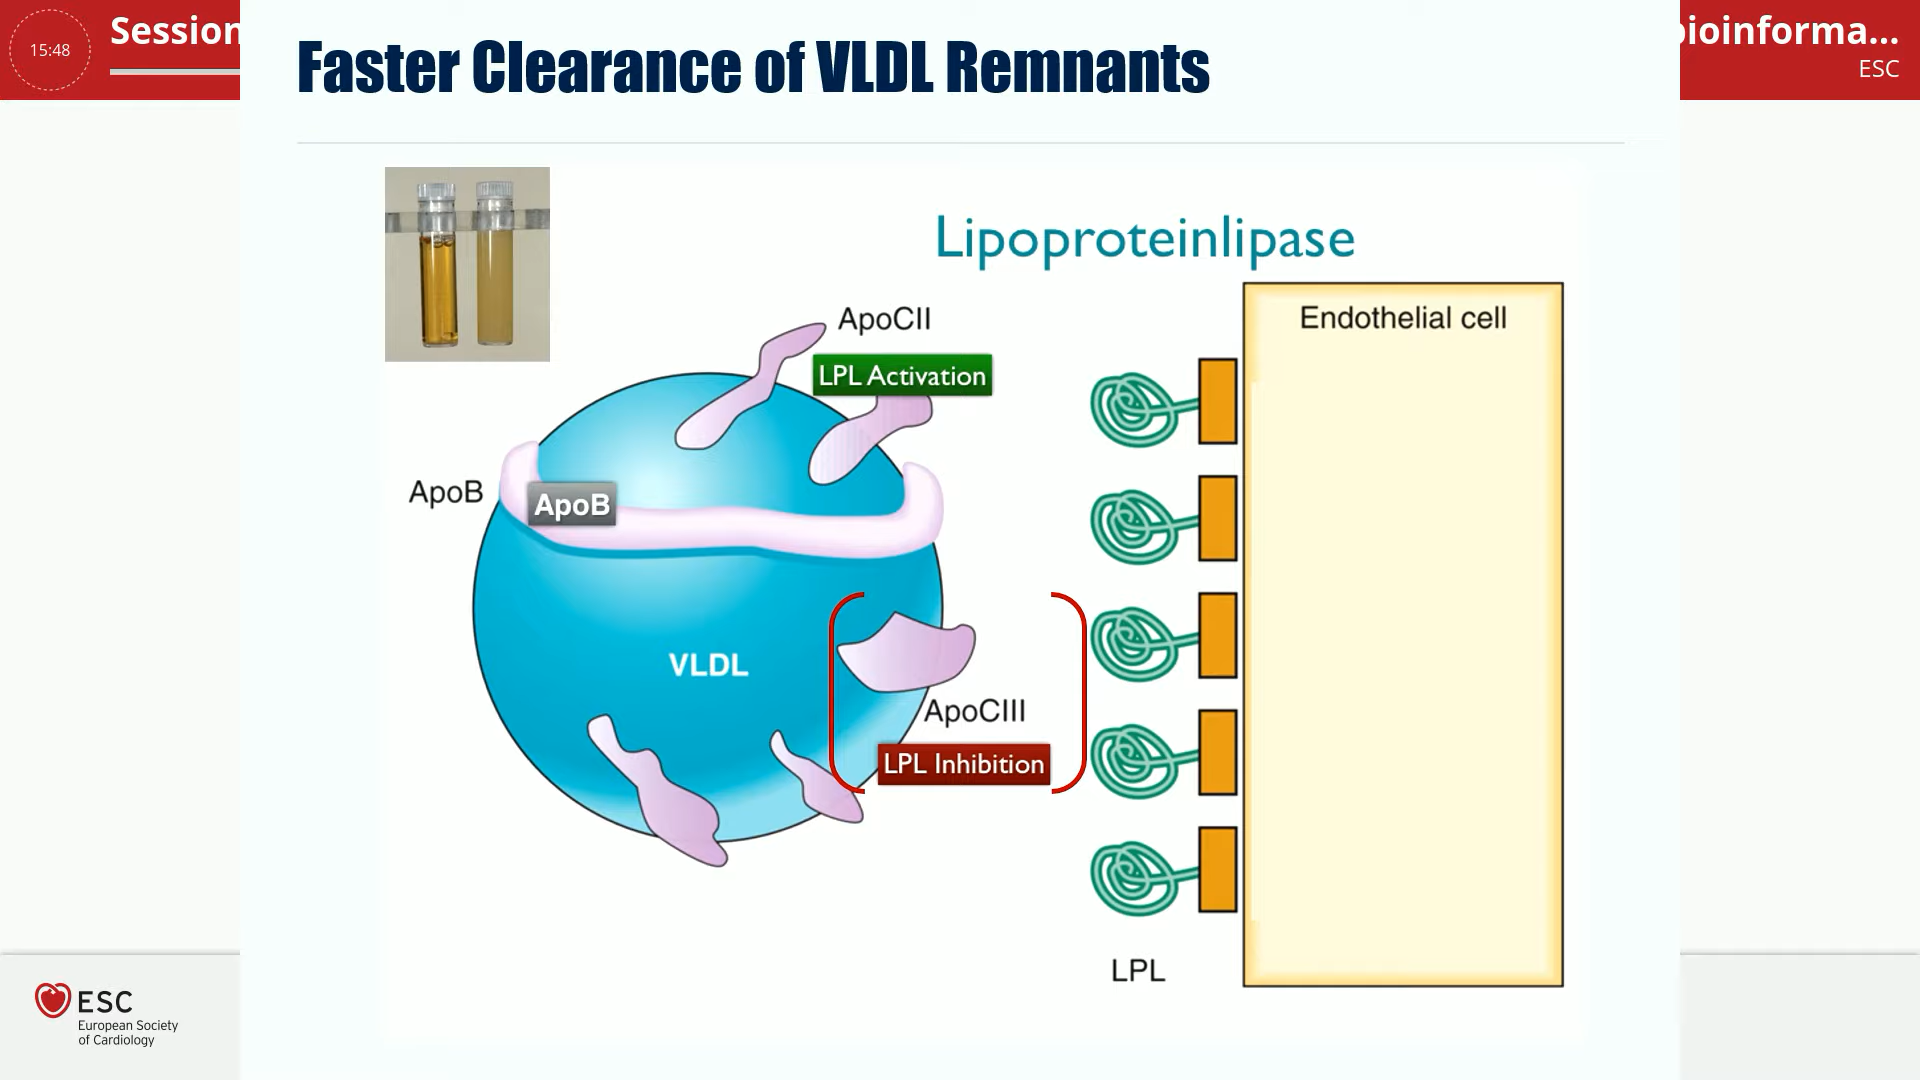 15:48
Session
bioinforma...
ESC
Faster Clearance of VLDL Remnants
Lipoproteinlipase
ApoCII
LPL Activation
Endothelial cell
ApoB
ApoB
VLDL
ApoCIII
LPL Inhibition
LPL
ESC
European Society
of Cardiology